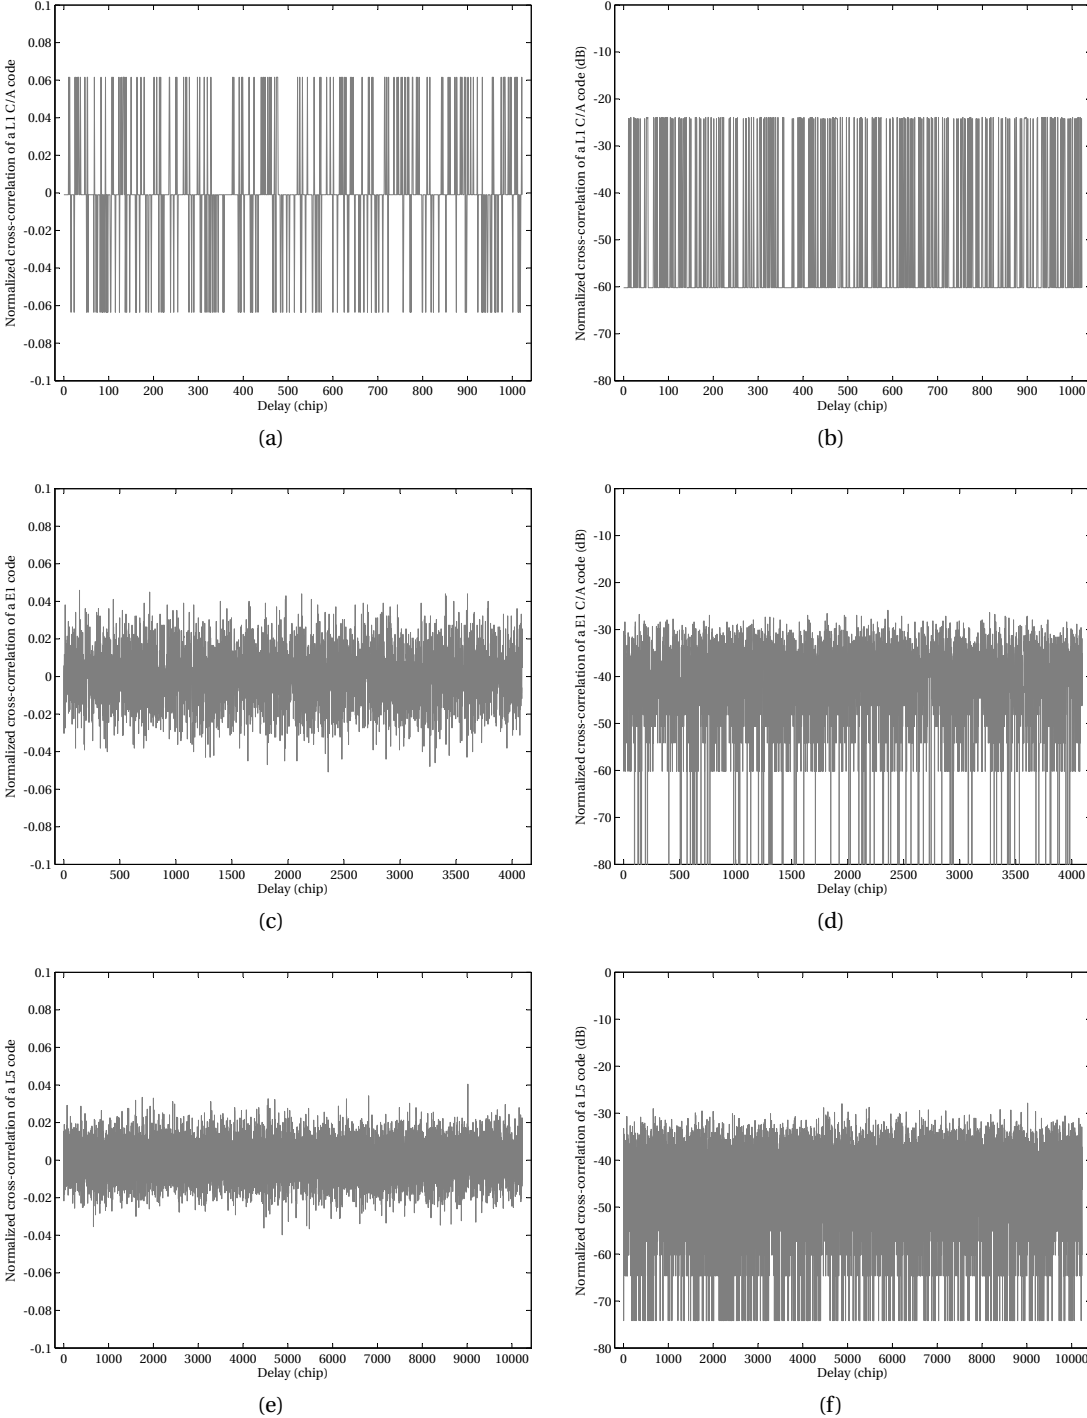 Normalized cross-correlation of a L1 C/A code
0.1
0.08
0.06
0.04
0.02
0
-0.02
-0.04
-0.06
-0.08
-0.1
0 100 200 300 400 500 600 700 800 900 1000
Delay (chip)
(a)
Normalized cross-correlation of a L1 C/A code (dB)
0
-10
-20
-30
-40
-50
-60
-70
-80
0 100 200 300 400 500 600 700 800 900 1000
Delay (chip)
(b)
Normalized cross-correlation of a E1 code
0.1
0.08
0.06
0.04
0.02
0
-0.02
-0.04
-0.06
-0.08
-0.1
0 500 1000 1500 2000 2500 3000 3500 4000
Delay (chip)
(c)
Normalized cross-correlation of a E1 C/A code (dB)
0
-10
-20
-30
-40
-50
-60
-70
-80
0 500 1000 1500 2000 2500 3000 3500 4000
Delay (chip)
(d)
Normalized cross-correlation of a L5 code
0.1
0.08
0.06
0.04
0.02
0
-0.02
-0.04
-0.06
-0.08
-0.1
0 1000 2000 3000 4000 5000 6000 7000 8000 9000 10000
Delay (chip)
(e)
Normalized cross-correlation of a L5 code (dB)
0
-10
-20
-30
-40
-50
-60
-70
-80
0 1000 2000 3000 4000 5000 6000 7000 8000 9000 10000
Delay (chip)
(f)